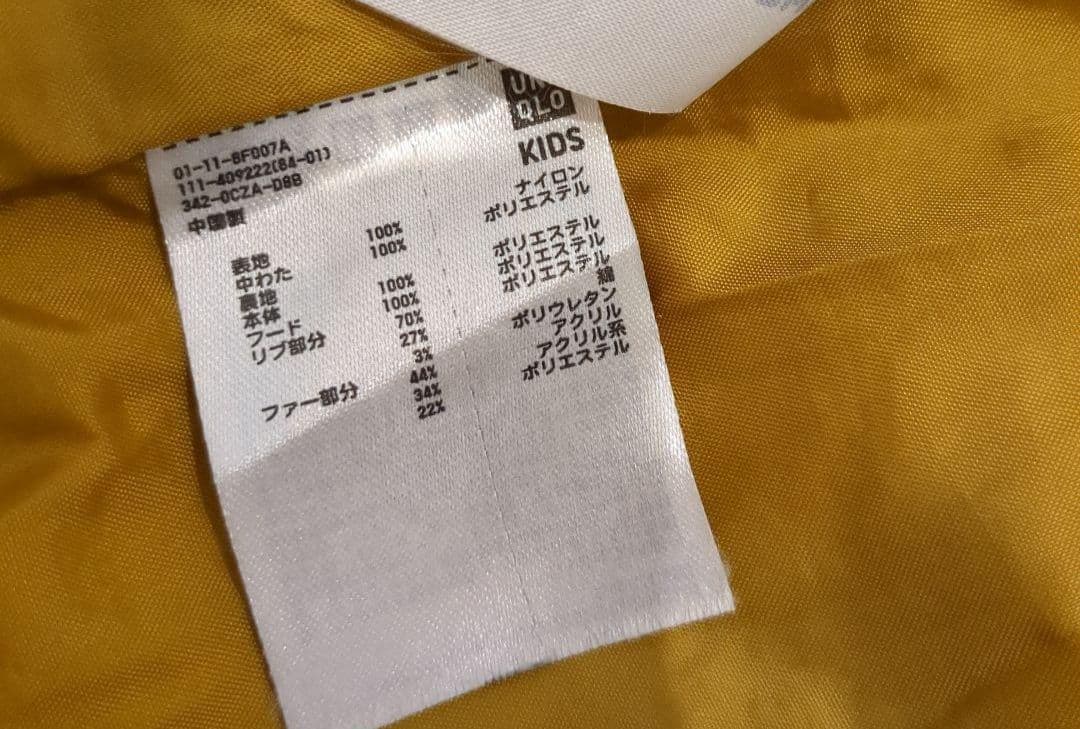 UN
QLO
KIDS
01-11-8F007A
111-409222(84-01)
342-0CZA-D8B
中国製
表地 100% ナイロン
中わた 100% ポリエステル
裏地
本体 100% ポリエステル
フード 100% ポリエステル
リブ部分 70% ポリエステル
27% 綿
3% ポリウレタン
ファー部分 44% アクリル
34% アクリル系
22% ポリエステル